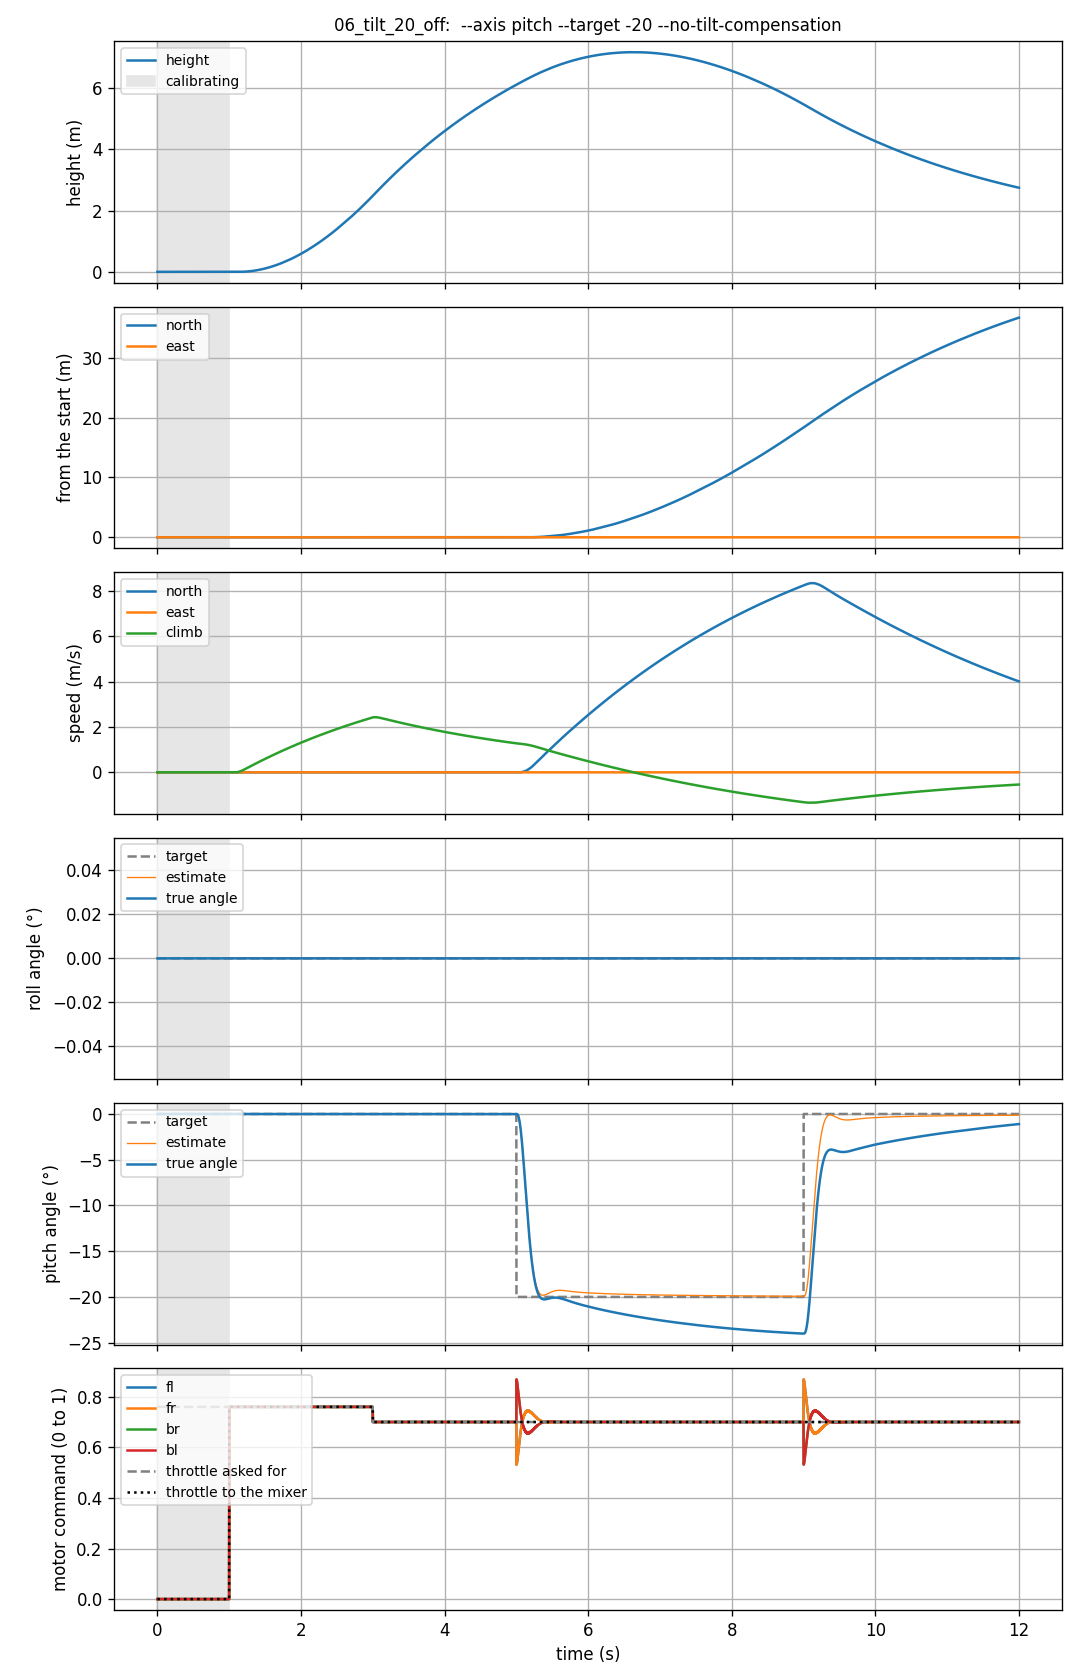 06_tilt_20_off:  --axis pitch --target -20 --no-tilt-compensation
height (m)
6
4
2
0
height
calibrating
from the start (m)
30
20
10
0
north
east
speed (m/s)
8
6
4
2
0
north
east
climb
roll angle (°)
0.04
0.02
0.00
−0.02
−0.04
target
estimate
true angle
pitch angle (°)
0
−5
−10
−15
−20
−25
target
estimate
true angle
motor command (0 to 1)
0.8
0.6
0.4
0.2
0.0
fl
fr
br
bl
throttle asked for
throttle to the mixer
0 2 4 6 8 10 12
time (s)